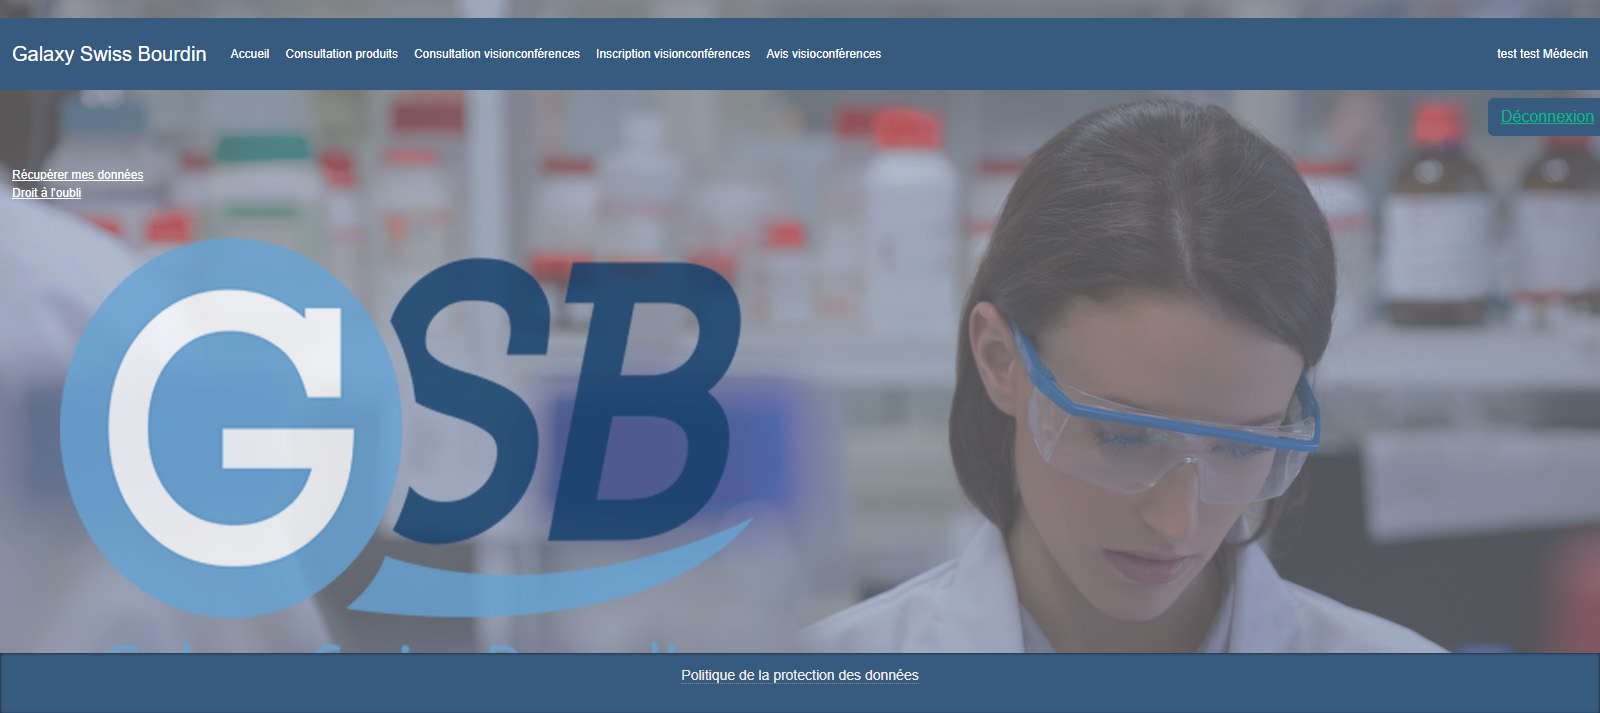 Galaxy Swiss Bourdin Accueil Consultation produits Consultation visionconférences Inscription visionconférences Avis visioconférences test test Médecin
Déconnexion
Récupérer mes données
Droit à l'oubli
GSB
Politique de la protection des données